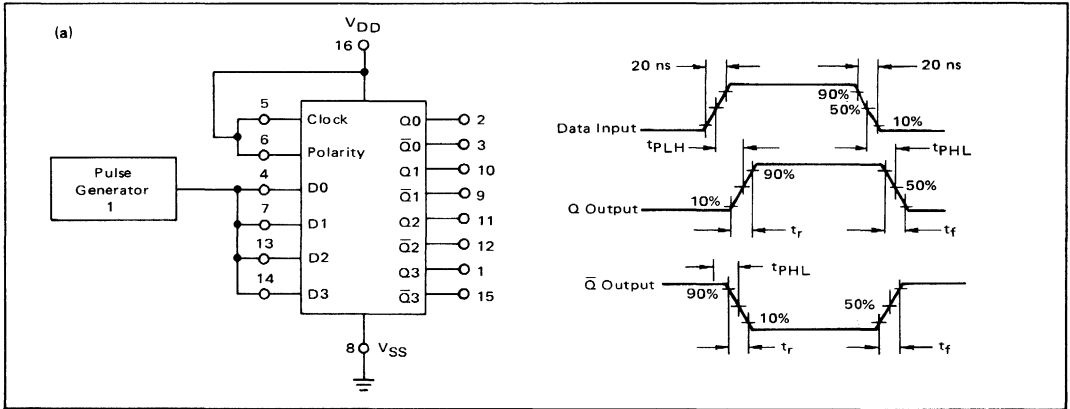 (a)
VDD
16
5
Clock
6
Polarity
Pulse
Generator
1
4
D0
7
D1
13
D2
14
D3
Q0
2
Q̅0
3
Q1
10
Q̅1
9
Q2
11
Q̅2
12
Q3
1
Q̅3
15
8
VSS
20 ns
20 ns
90%
50%
10%
Data Input
tPLH
tPHL
90%
50%
10%
Q Output
tr
tf
tPHL
Q̅ Output
90%
50%
10%
tr
tf